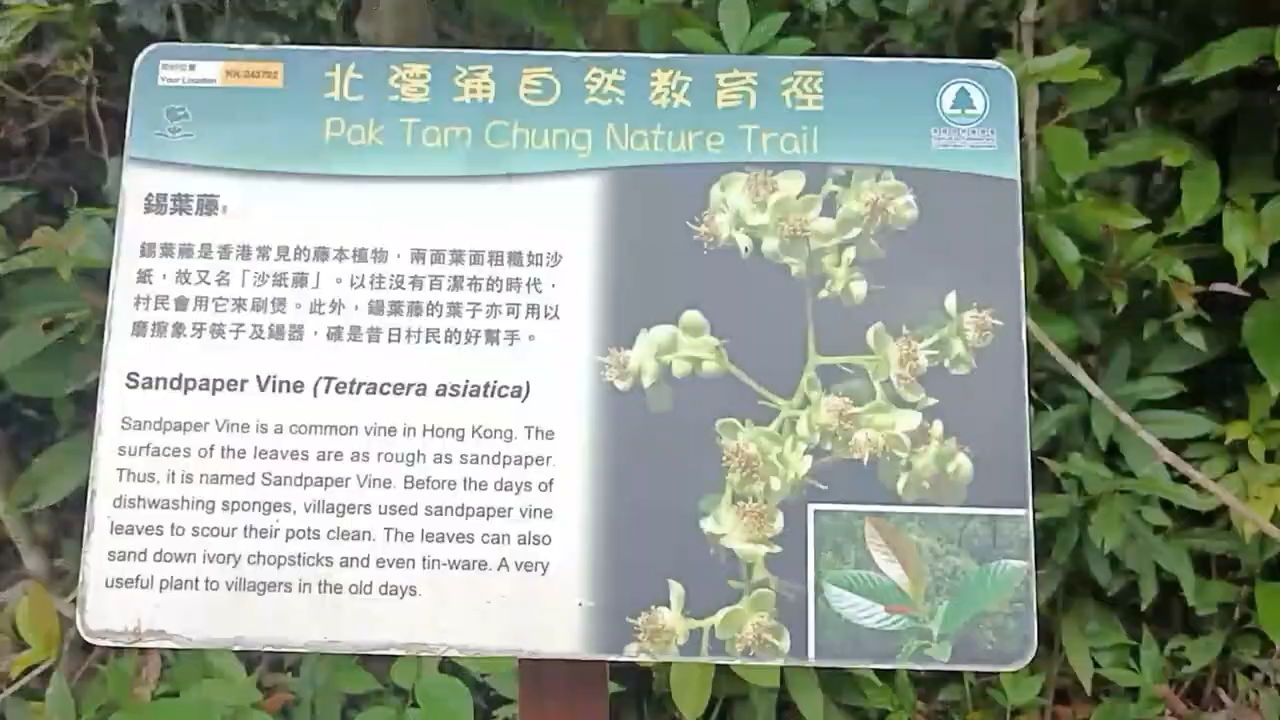 你的位置
Your Location
KK 243702
北潭涌自然教育徑
Pak Tam Chung Nature Trail
錫葉藤
錫葉藤是香港常見的藤本植物，兩面葉面粗糙如沙
紙，故又名「沙紙藤」。以往沒有百潔布的時代，
村民會用它來刷煲。此外，錫葉藤的葉子亦可用以
磨擦象牙筷子及錫器，確是昔日村民的好幫手。
Sandpaper Vine (Tetracera asiatica)
Sandpaper Vine is a common vine in Hong Kong. The
surfaces of the leaves are as rough as sandpaper.
Thus, it is named Sandpaper Vine. Before the days of
dishwashing sponges, villagers used sandpaper vine
leaves to scour their pots clean. The leaves can also
sand down ivory chopsticks and even tin-ware. A very
useful plant to villagers in the old days.